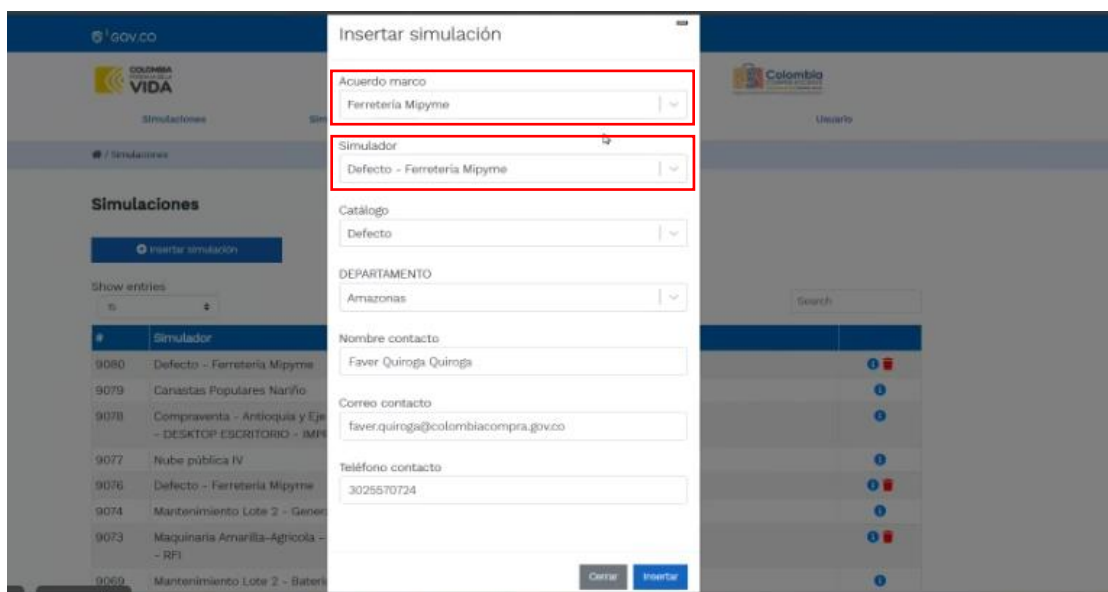 GOV.CO
Insertar simulación
COLOMBIA
VIDA
Colombia
Simulaciones
Usuario
/ Simulaciones
Acuerdo marco
Ferretería Mipyme
Simulador
Defecto - Ferretería Mipyme
Catálogo
Defecto
DEPARTAMENTO
Amazonas
Nombre contacto
Faver Quiroga Quiroga
Correo contacto
faver.quiroga@colombiacompra.gov.co
Teléfono contacto
3025570724
Cerrar
Insertar
Simulaciones
Insertar simulación
Show entries
15
Search
# Simulador
9080 Defecto - Ferretería Mipyme
9079 Canastas Populares Nariño
9078 Compraventa - Antioquia y Eje
- DESKTOP ESCRITORIO -
9077 Nube pública IV
9076 Defecto - Ferretería Mipyme
9074 Mantenimiento Lote 2 -
9073 Maquinaria Amarilla-Agrícola -
- RFI
9069 Mantenimiento Lote 2 -